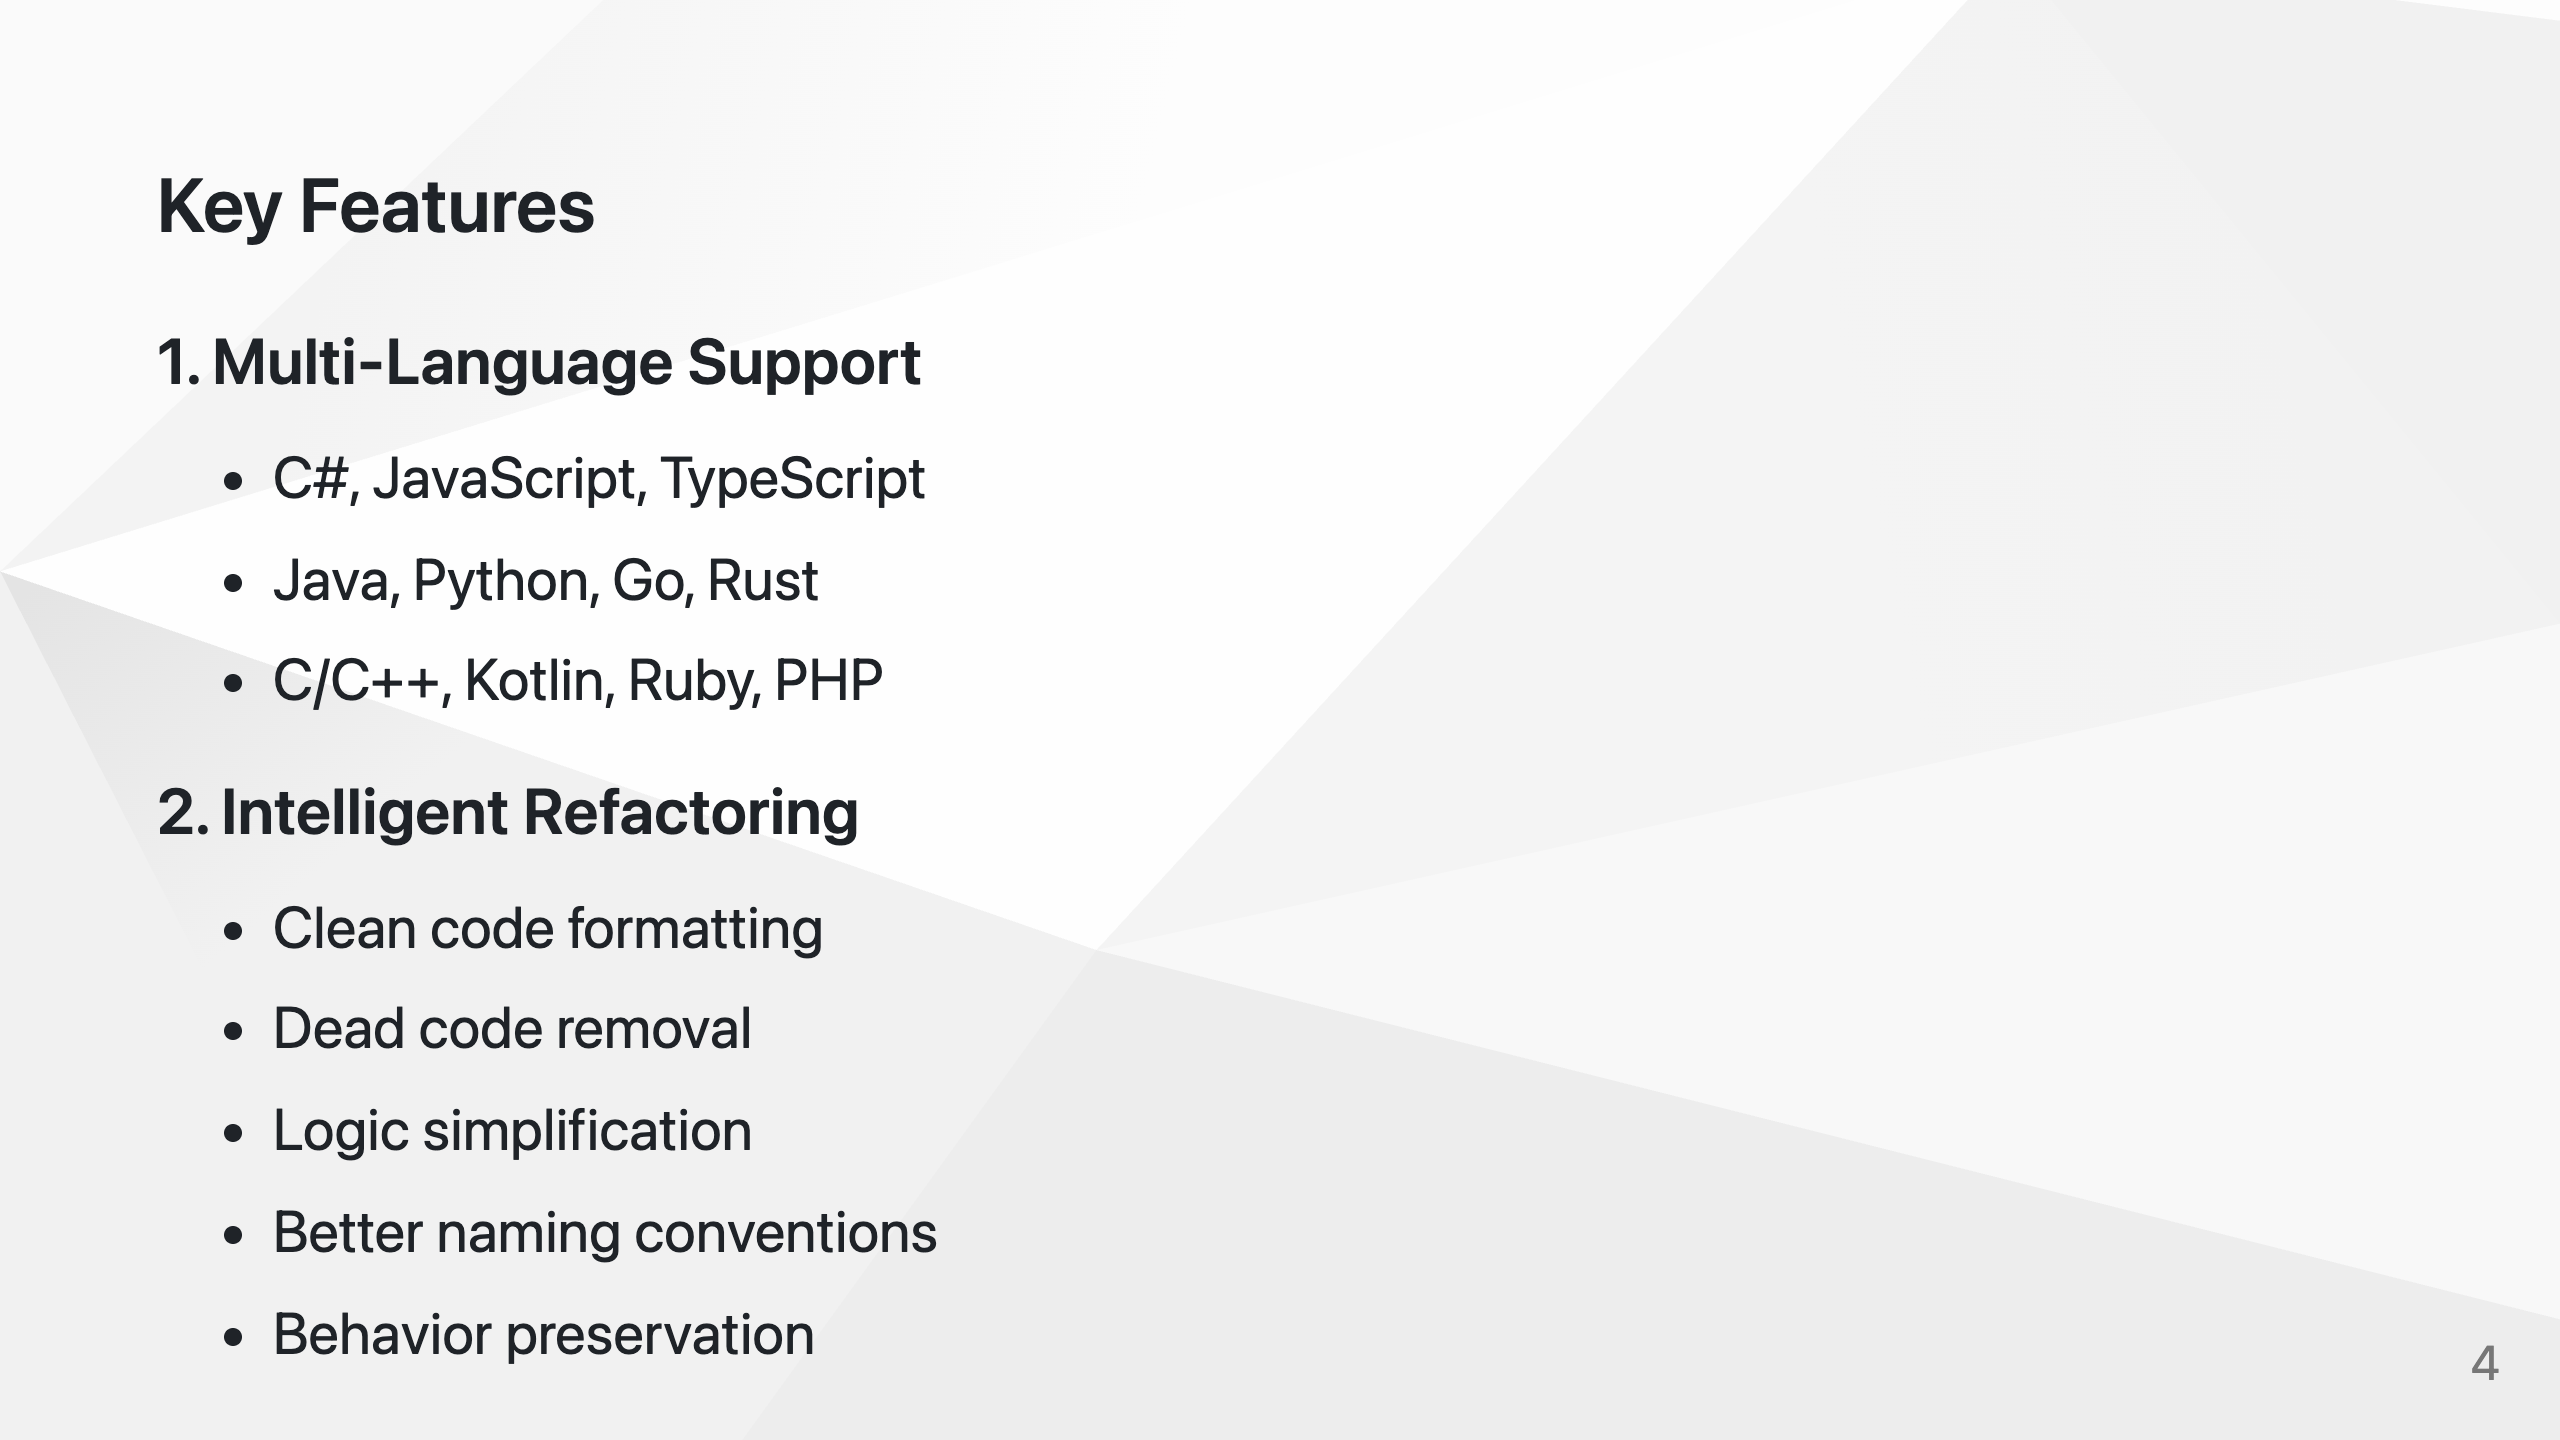 Key Features
1. Multi-Language Support
• C#, JavaScript, TypeScript
• Java, Python, Go, Rust
• C/C++, Kotlin, Ruby, PHP
2. Intelligent Refactoring
• Clean code formatting
• Dead code removal
• Logic simplification
• Better naming conventions
• Behavior preservation
4